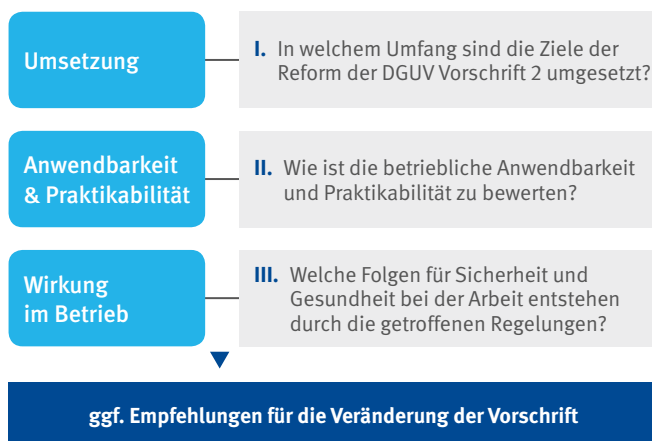 Umsetzung
I. In welchem Umfang sind die Ziele der
Reform der DGUV Vorschrift 2 umgesetzt?
Anwendbarkeit
& Praktikabilität
II. Wie ist die betriebliche Anwendbarkeit
und Praktikabilität zu bewerten?
Wirkung
im Betrieb
III. Welche Folgen für Sicherheit und
Gesundheit bei der Arbeit entstehen
durch die getroffenen Regelungen?
ggf. Empfehlungen für die Veränderung der Vorschrift